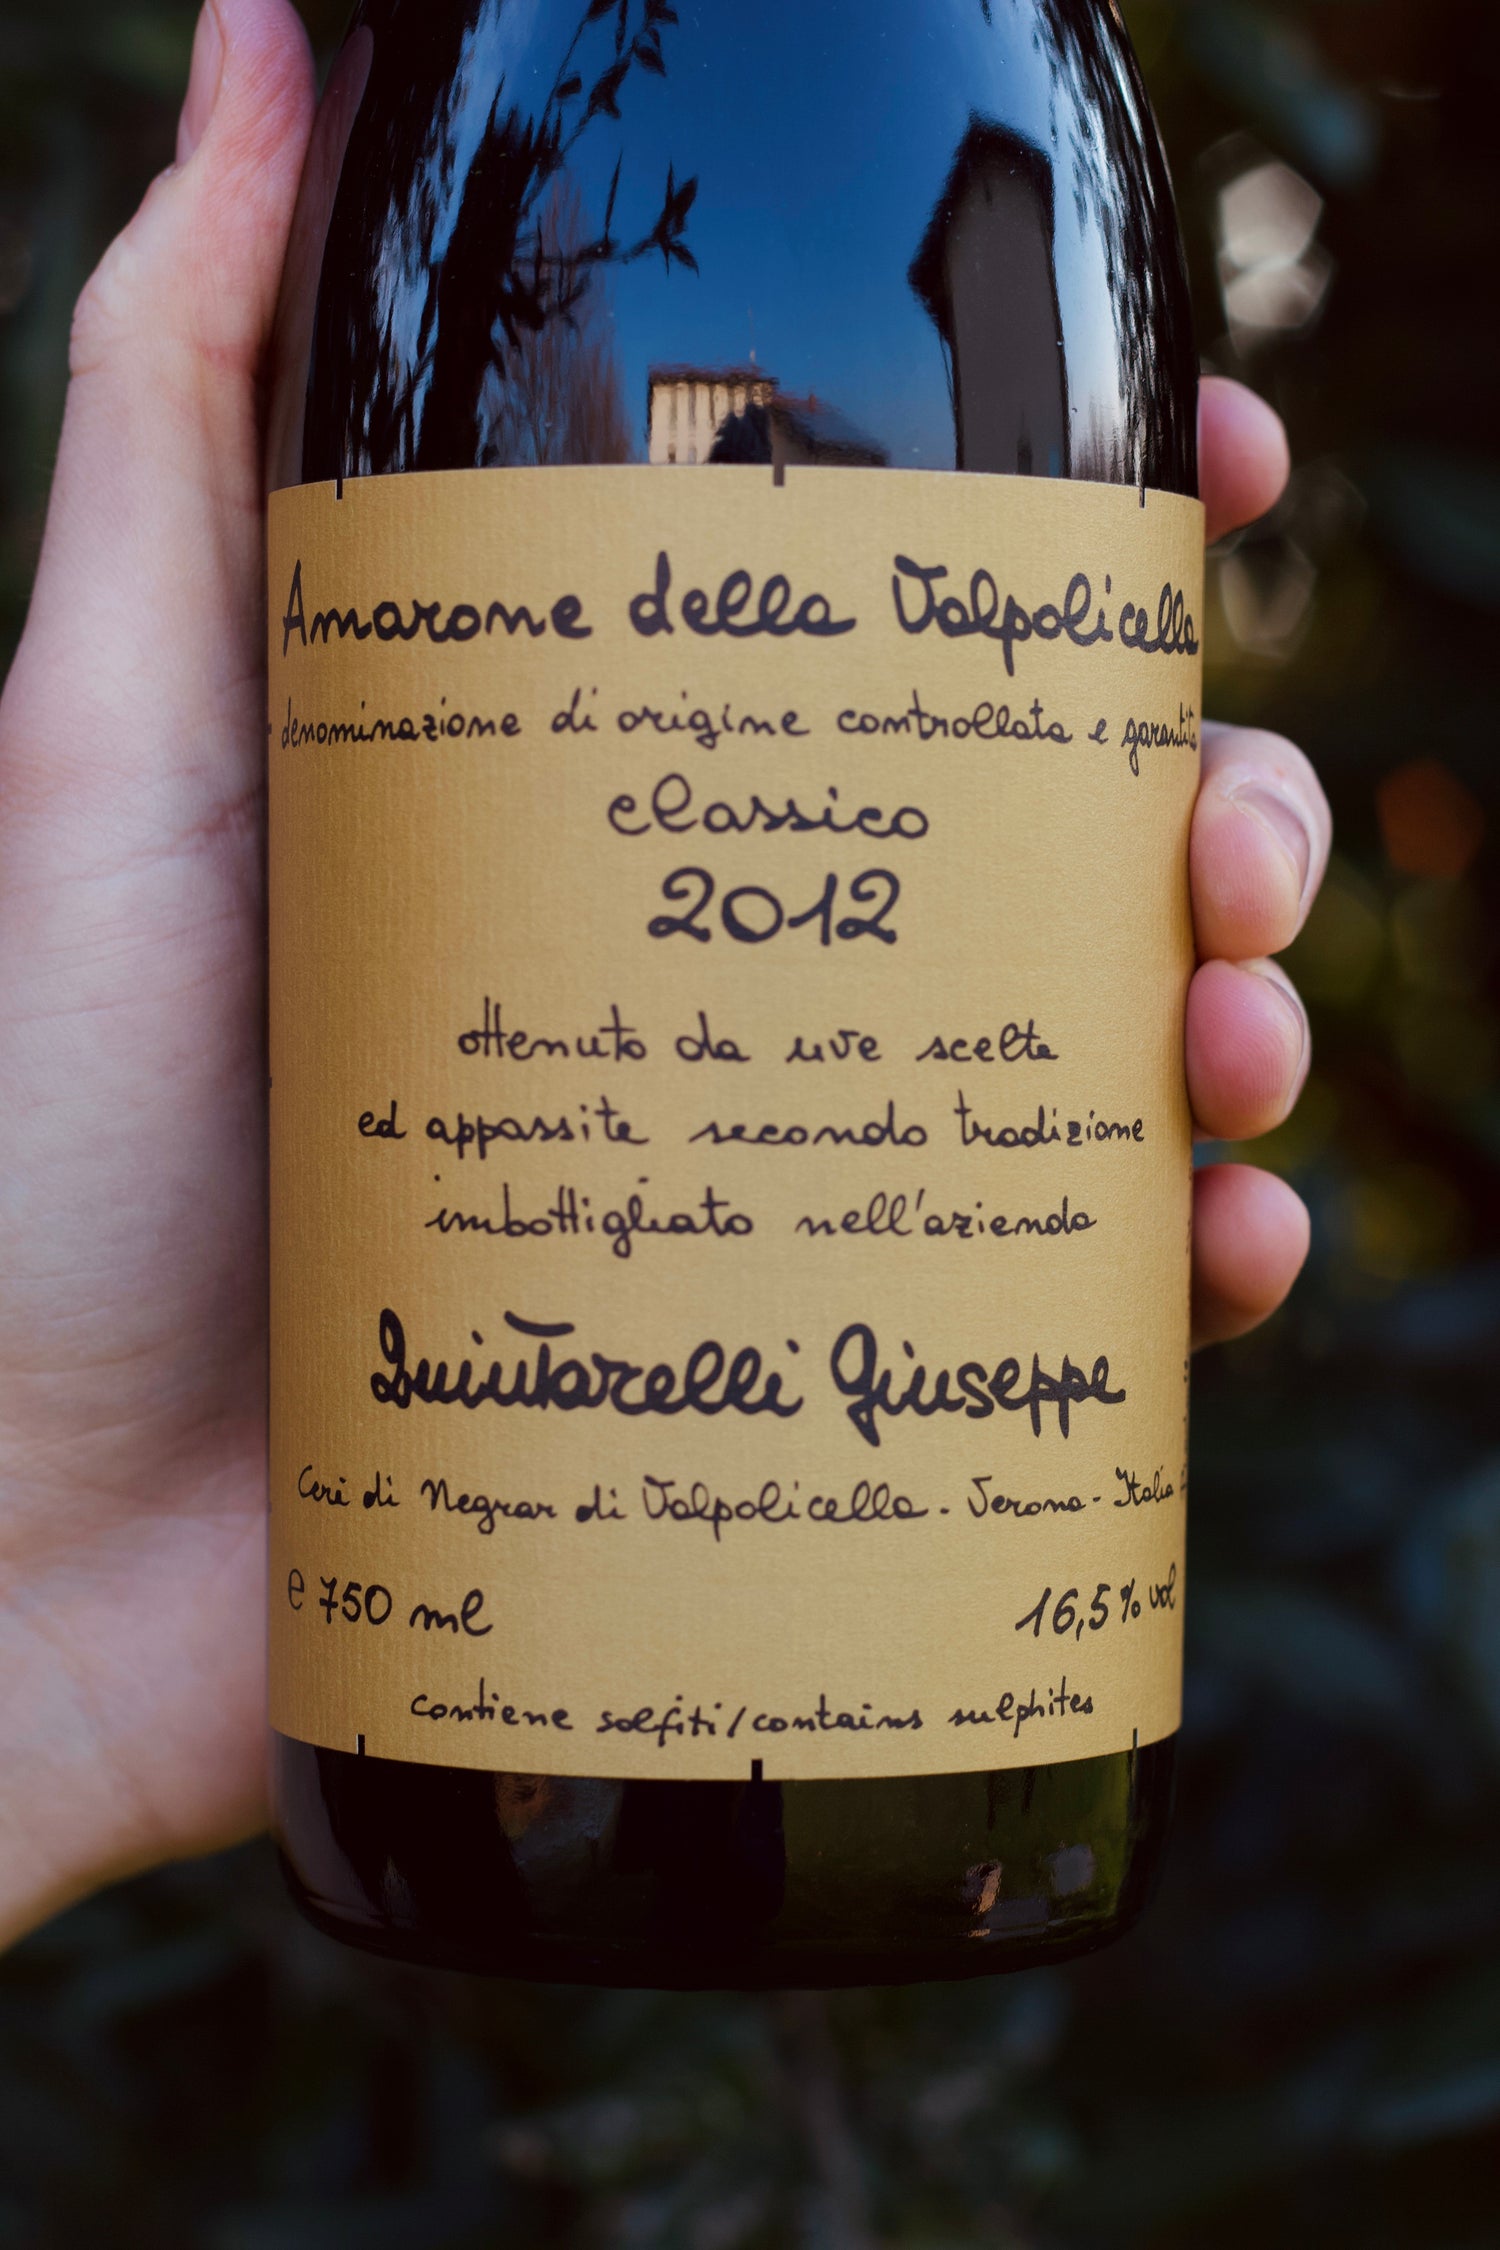 Amarone della Valpolicella
denominazione di origine controllata e garantita
classico
2012
ottenuto da uve scelte
ed appassite secondo tradizione
imbottigliato nell'azienda
Quintarelli Giuseppe
Cerè di Negrar di Valpolicella - Verona - Italia
e 750 ml 16,5% vol
contiene solfiti/contains sulphites